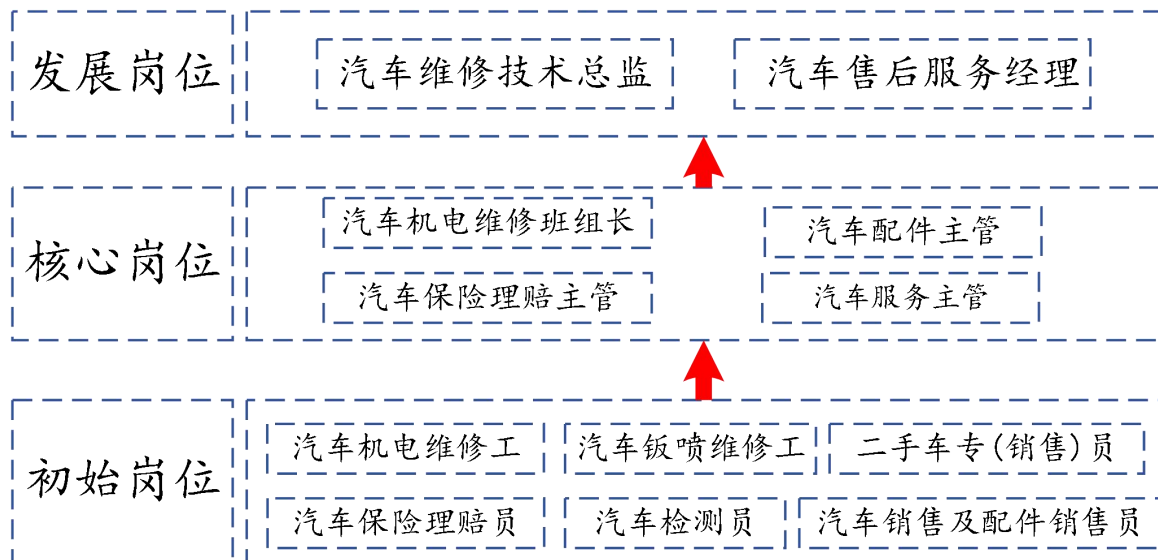 发展岗位
汽车维修技术总监
汽车售后服务经理
核心岗位
汽车机电维修班组长
汽车配件主管
汽车保险理赔主管
汽车服务主管
初始岗位
汽车机电维修工
汽车钣喷维修工
二手车专(销售)员
汽车保险理赔员
汽车检测员
汽车销售及配件销售员